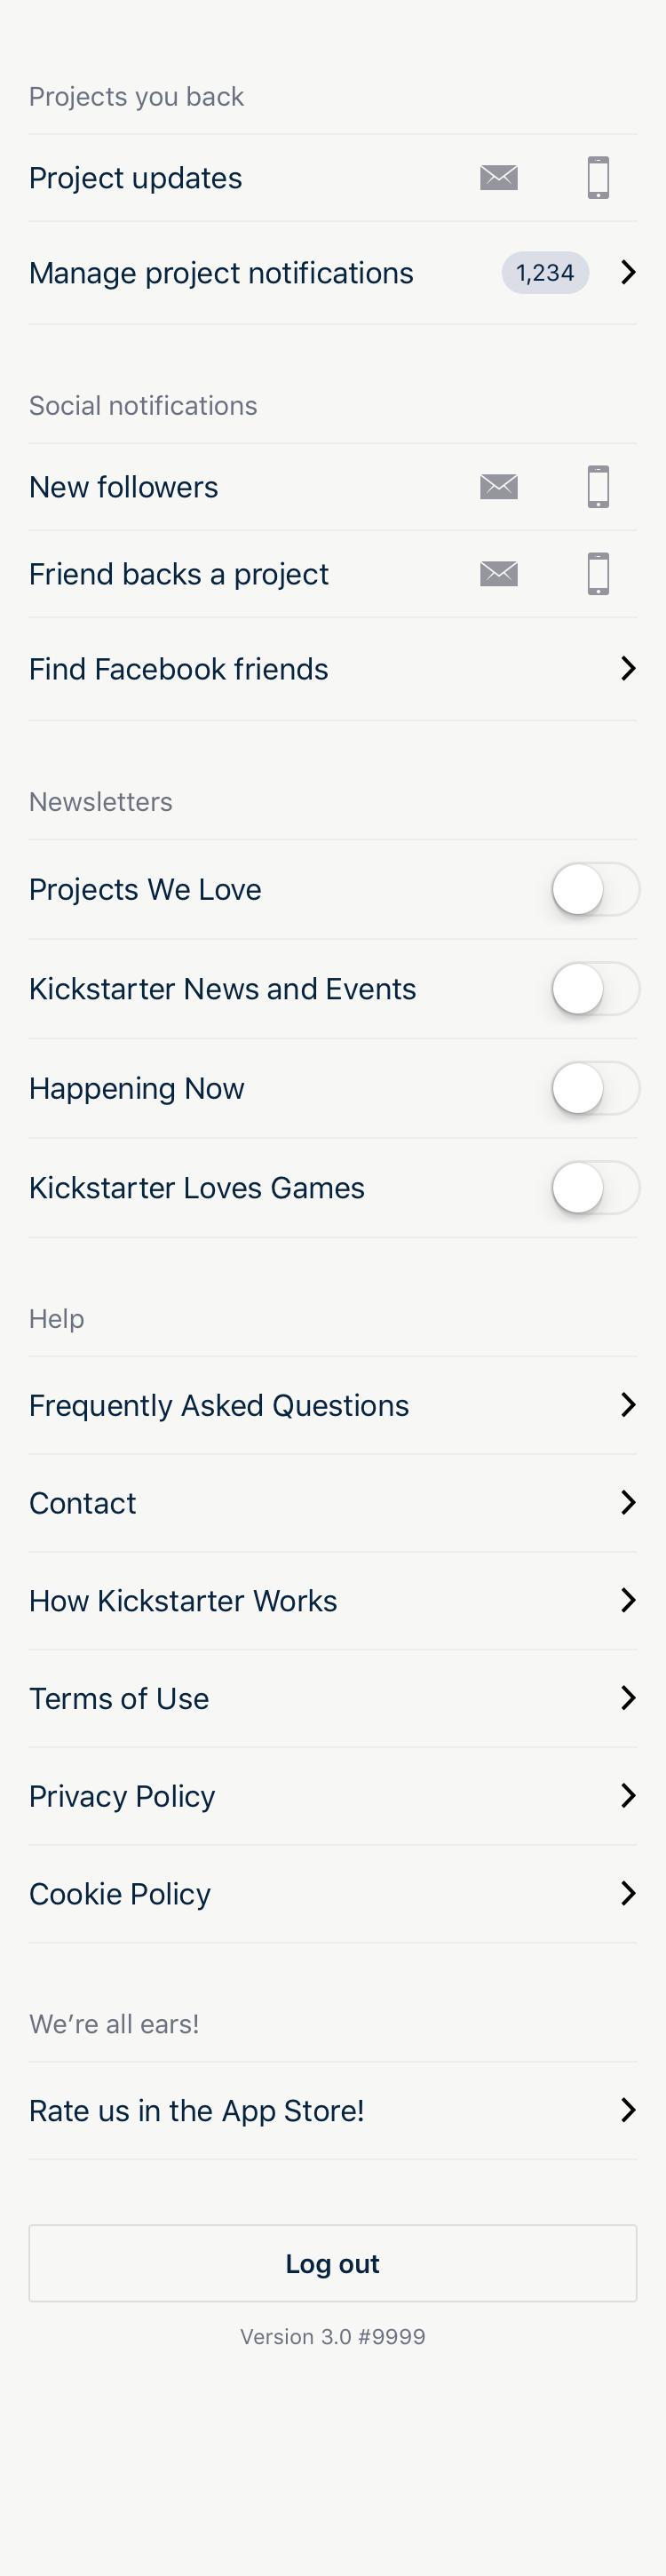 Projects you back
Project updates
Manage project notifications 1,234
Social notifications
New followers
Friend backs a project
Find Facebook friends
Newsletters
Projects We Love
Kickstarter News and Events
Happening Now
Kickstarter Loves Games
Help
Frequently Asked Questions
Contact
How Kickstarter Works
Terms of Use
Privacy Policy
Cookie Policy
We’re all ears!
Rate us in the App Store!
Log out
Version 3.0 #9999